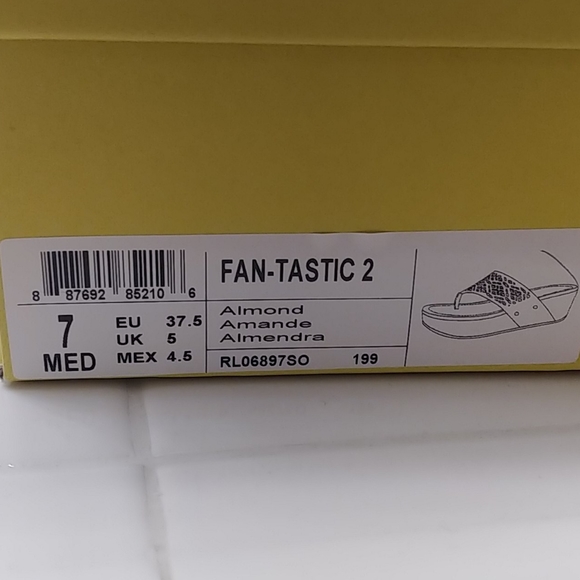 8 87692 85210 6
FAN-TASTIC 2
7
MED
EU 37.5
UK 5
MEX 4.5
Almond
Amande
Almendra
RL06897SO 199